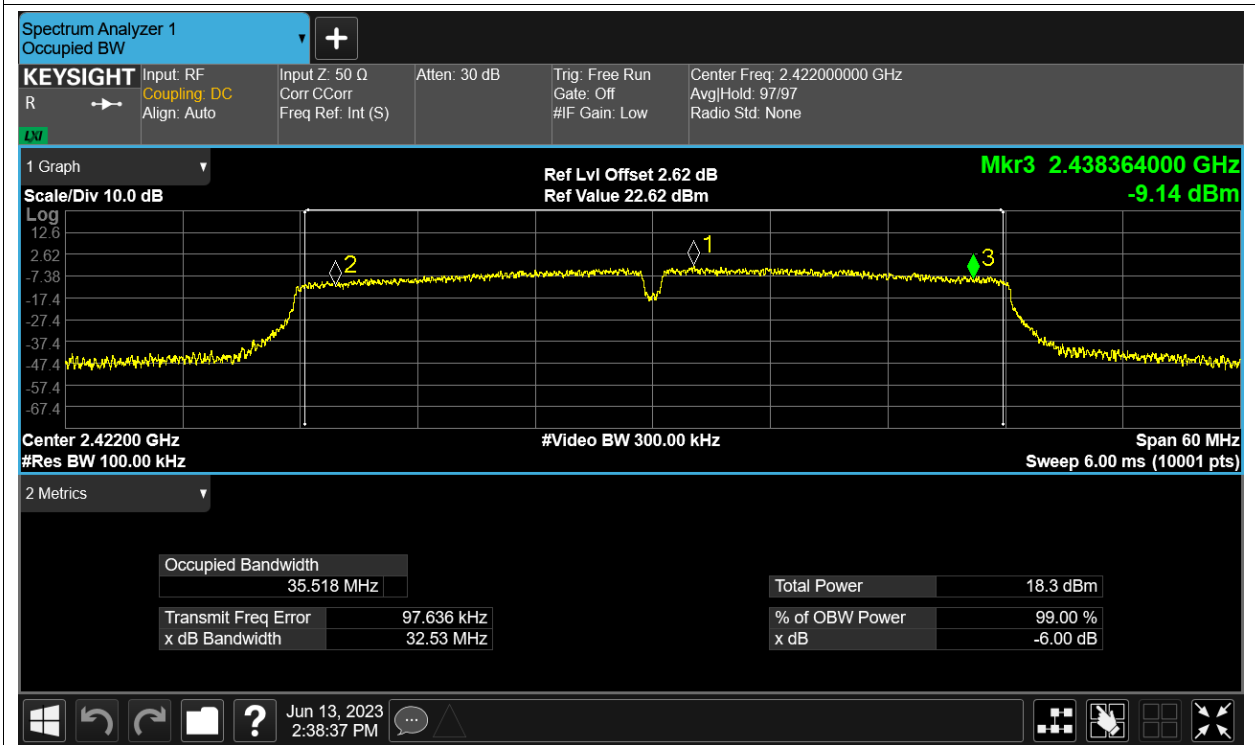 Spectrum Analyzer 1
Occupied BW
▼
+
KEYSIGHT
R
LXI
Input: RF
Coupling: DC
Align: Auto
Input Z: 50 Ω
Corr CCorr
Freq Ref: Int (S)
Atten: 30 dB
Trig: Free Run
Gate: Off
#IF Gain: Low
Center Freq: 2.422000000 GHz
Avg|Hold: 97/97
Radio Std: None
1 Graph
Scale/Div 10.0 dB
Ref Lvl Offset 2.62 dB
Ref Value 22.62 dBm
Mkr3 2.438364000 GHz
-9.14 dBm
Log
12.6
2.62
-7.38
-17.4
-27.4
-37.4
-47.4
-57.4
-67.4
2
1
3
Center 2.42200 GHz
#Video BW 300.00 kHz
Span 60 MHz
#Res BW 100.00 kHz
Sweep 6.00 ms (10001 pts)
2 Metrics
Occupied Bandwidth
35.518 MHz
Total Power 18.3 dBm
Transmit Freq Error 97.636 kHz
% of OBW Power 99.00 %
x dB Bandwidth 32.53 MHz
x dB -6.00 dB
?
Jun 13, 2023
2:38:37 PM